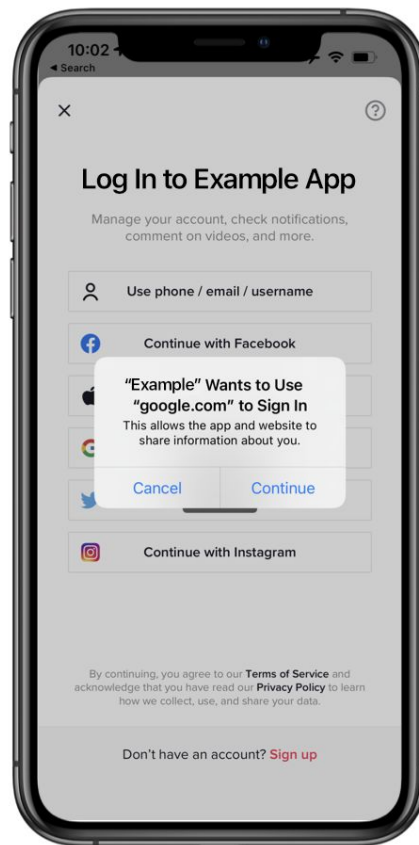 10:02
◀ Search
Log In to Example App
Manage your account, check notifications,
comment on videos, and more.
Use phone / email / username
Continue with Facebook
“Example” Wants to Use
“google.com” to Sign In
This allows the app and website to
share information about you.
Cancel
Continue
Continue with Instagram
By continuing, you agree to our Terms of Service and
acknowledge that you have read our Privacy Policy to learn
how we collect, use, and share your data.
Don’t have an account? Sign up